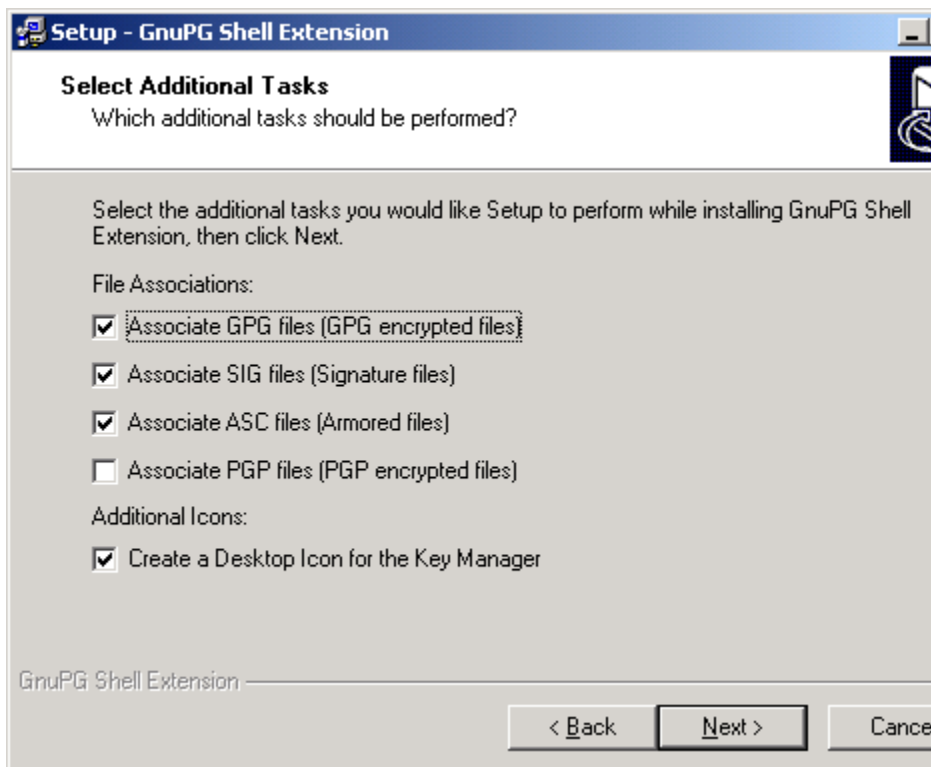 Setup - GnuPG Shell Extension
Select Additional Tasks
Which additional tasks should be performed?
Select the additional tasks you would like Setup to perform while installing GnuPG Shell
Extension, then click Next.
File Associations:
Associate GPG files (GPG encrypted files)
Associate SIG files (Signature files)
Associate ASC files (Armored files)
Associate PGP files (PGP encrypted files)
Additional Icons:
Create a Desktop Icon for the Key Manager
GnuPG Shell Extension
< Back
Next >
Cance